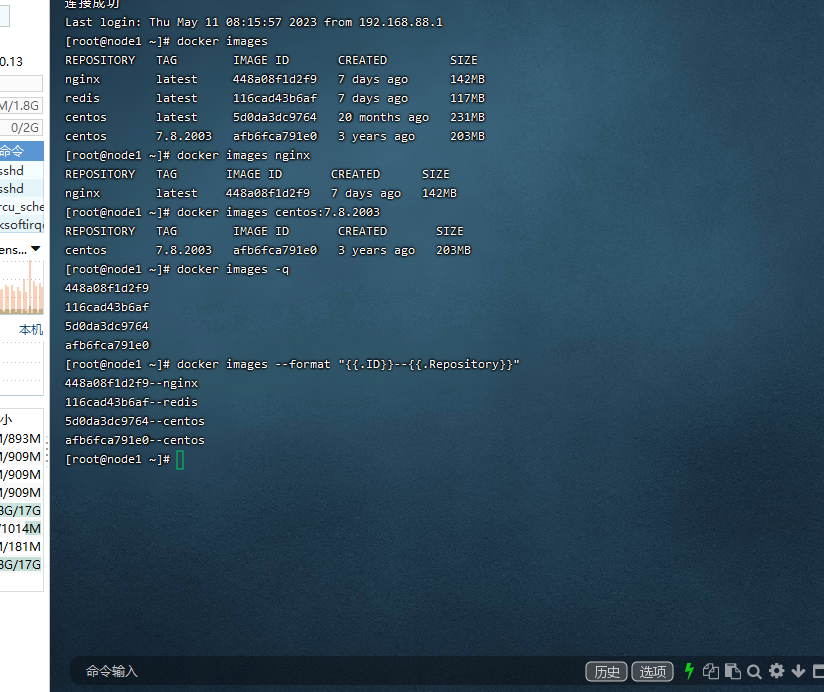 连接成功
Last login: Thu May 11 08:15:57 2023 from 192.168.88.1
[root@node1 ~]# docker images
REPOSITORY TAG IMAGE ID CREATED SIZE
nginx latest 448a08f1d2f9 7 days ago 142MB
redis latest 116cad43b6af 7 days ago 117MB
centos latest 5d0da3dc9764 20 months ago 231MB
centos 7.8.2003 afb6fca791e0 3 years ago 203MB
[root@node1 ~]# docker images nginx
REPOSITORY TAG IMAGE ID CREATED SIZE
nginx latest 448a08f1d2f9 7 days ago 142MB
[root@node1 ~]# docker images centos:7.8.2003
REPOSITORY TAG IMAGE ID CREATED SIZE
centos 7.8.2003 afb6fca791e0 3 years ago 203MB
[root@node1 ~]# docker images -q
448a08f1d2f9
116cad43b6af
5d0da3dc9764
afb6fca791e0
[root@node1 ~]# docker images --format "{{.ID}}--{{.Repository}}"
448a08f1d2f9--nginx
116cad43b6af--redis
5d0da3dc9764--centos
afb6fca791e0--centos
[root@node1 ~]#
命令输入
历史 选项
0.13
M/1.8G
0/2G
命令
sshd
sshd
rcu_sche
ksoftirq
ens...
本机
小
/893M
/909M
/909M
/909M
8G/17G
/1014M
/181M
8G/17G